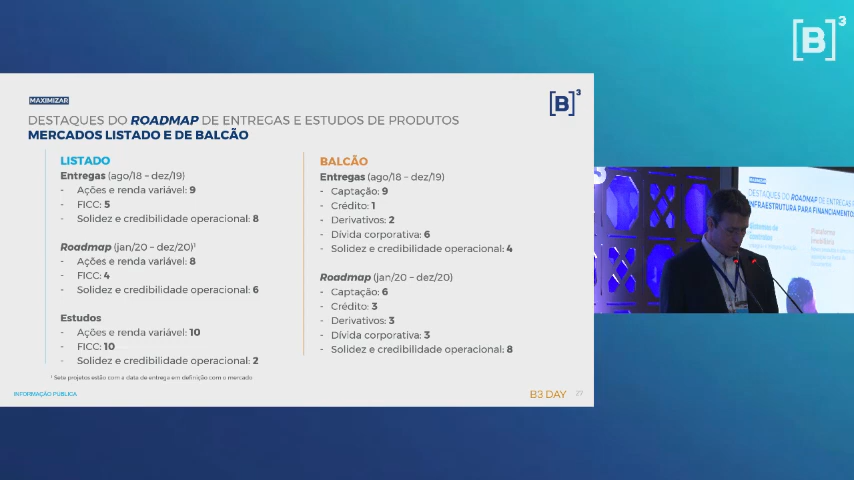 [B]³
MAXIMIZAR
[B]³
DESTAQUES DO ROADMAP DE ENTREGAS E ESTUDOS DE PRODUTOS
MERCADOS LISTADO E DE BALCÃO
LISTADO
Entregas (ago/18 – dez/19)
- Ações e renda variável: 9
- FICC: 5
- Solidez e credibilidade operacional: 8
Roadmap (jan/20 – dez/20)¹
- Ações e renda variável: 8
- FICC: 4
- Solidez e credibilidade operacional: 6
Estudos
- Ações e renda variável: 10
- FICC: 10
- Solidez e credibilidade operacional: 2
¹ Sete projetos estão com a data de entrega em definição com o mercado
BALCÃO
Entregas (ago/18 – dez/19)
- Captação: 9
- Crédito: 1
- Derivativos: 2
- Dívida corporativa: 6
- Solidez e credibilidade operacional: 4
Roadmap (jan/20 – dez/20)
- Captação: 6
- Crédito: 3
- Derivativos: 3
- Dívida corporativa: 3
- Solidez e credibilidade operacional: 8
INFORMAÇÃO PÚBLICA
B3 DAY 27
MAXIMIZAR
DESTAQUES DO ROADMAP DE ENTREGAS E
INFRAESTRUTURA PARA FINANCIAMENTO
Sistemas de
Contratos
Plataforma
Imobiliária